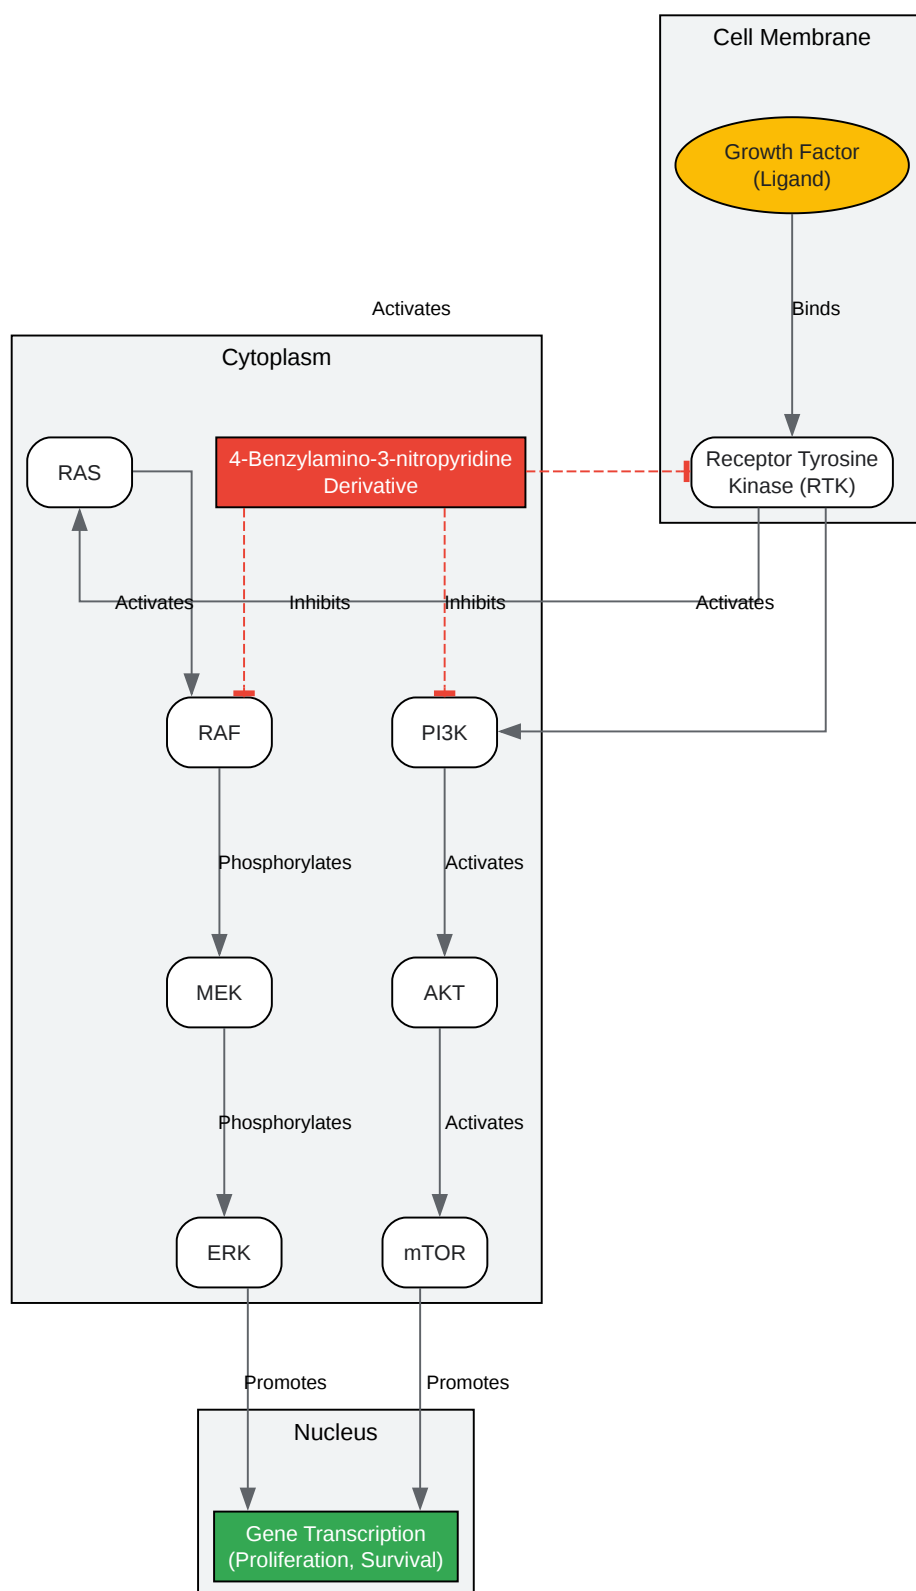 Cell Membrane
Growth Factor
(Ligand)
Activates
Binds
Cytoplasm
RAS
4-Benzylamino-3-nitropyridine
Derivative
Receptor Tyrosine
Kinase (RTK)
Activates
Inhibits
Inhibits
Activates
RAF
PI3K
Phosphorylates
Activates
MEK
AKT
Phosphorylates
Activates
ERK
mTOR
Promotes
Promotes
Nucleus
Gene Transcription
(Proliferation, Survival)